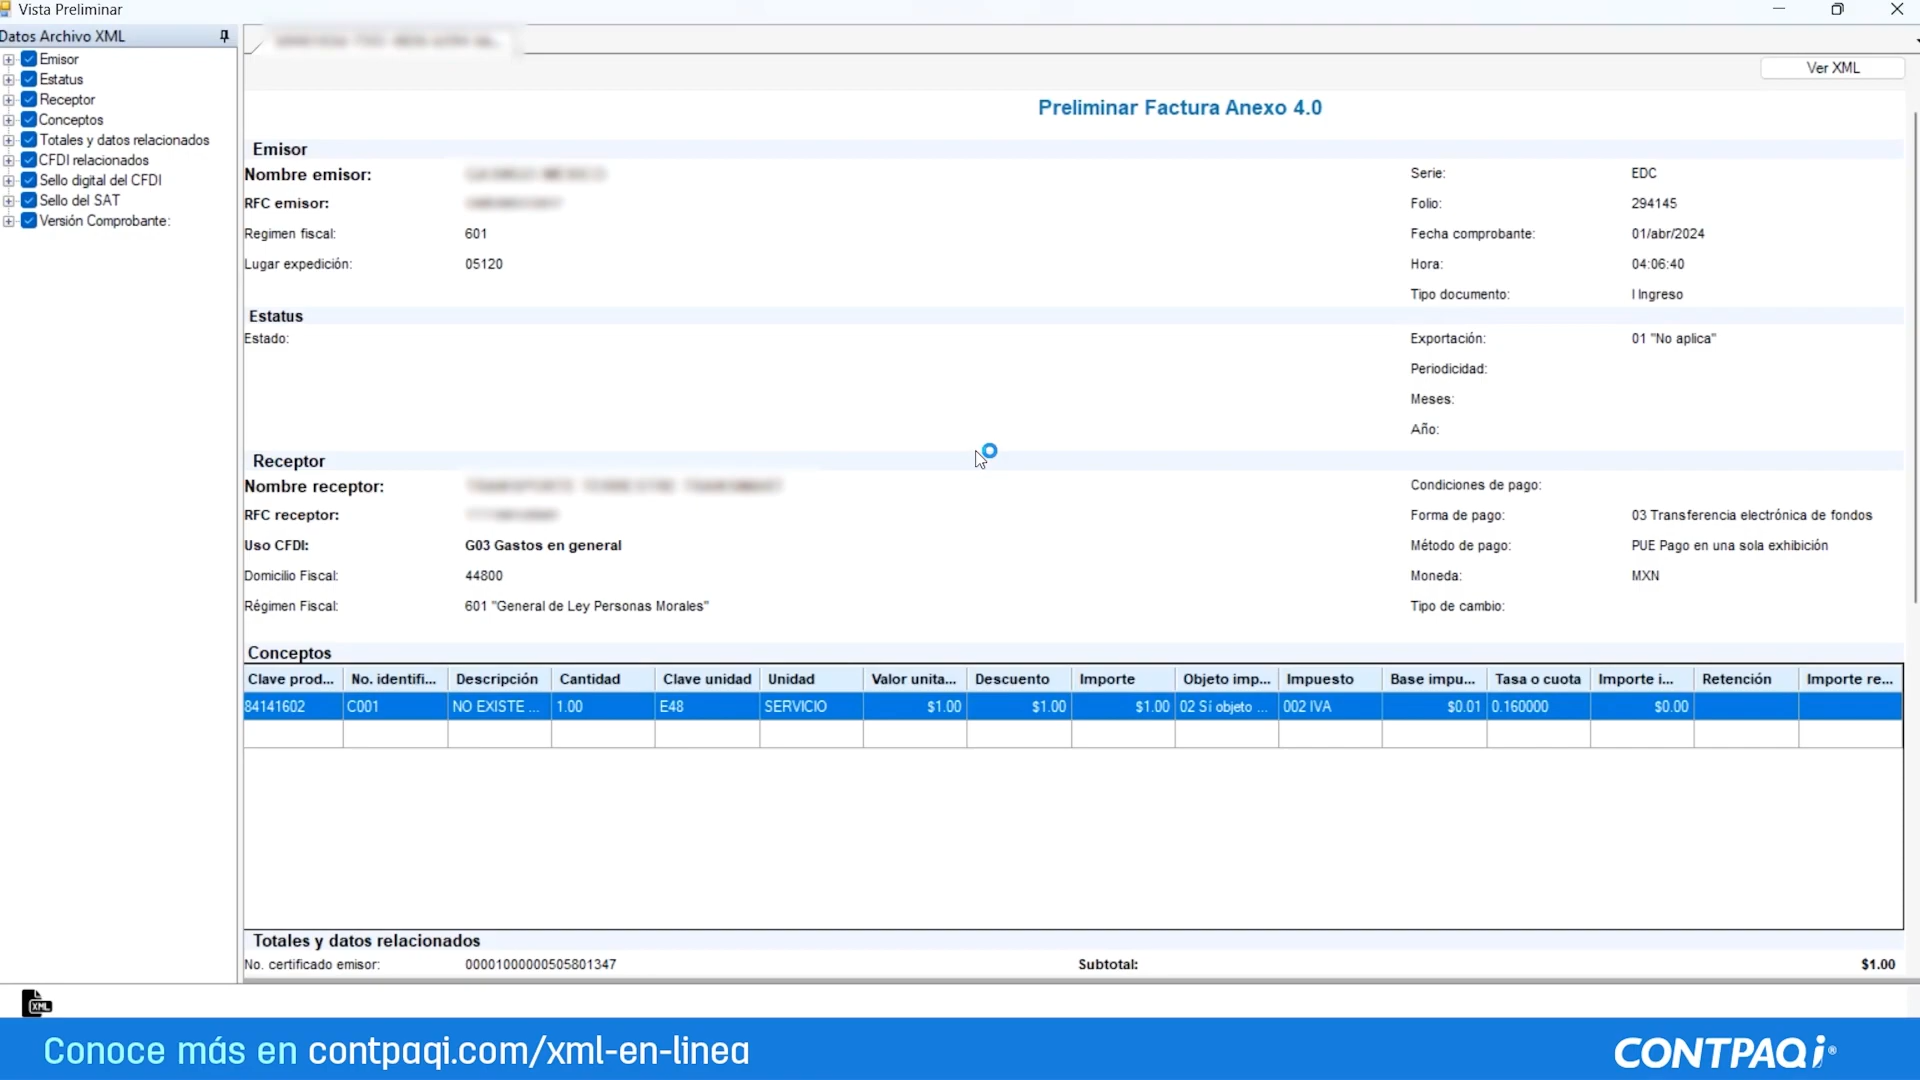 Vista Preliminar
Datos Archivo XML
Emisor
Estatus
Receptor
Conceptos
Totales y datos relacionados
CFDI relacionados
Sello digital del CFDI
Sello del SAT
Versión Comprobante:
Ver XML
Preliminar Factura Anexo 4.0
Emisor
Nombre emisor:
RFC emisor:
Regimen fiscal: 601
Lugar expedición: 05120
Serie: EDC
Folio: 294145
Fecha comprobante: 01/abr/2024
Hora: 04:06:40
Tipo documento: I Ingreso
Estatus
Estado:
Exportación: 01 "No aplica"
Periodicidad:
Meses:
Año:
Receptor
Nombre receptor:
RFC receptor:
Uso CFDI: G03 Gastos en general
Domicilio Fiscal: 44800
Régimen Fiscal: 601 "General de Ley Personas Morales"
Condiciones de pago:
Forma de pago: 03 Transferencia electrónica de fondos
Método de pago: PUE Pago en una sola exhibición
Moneda: MXN
Tipo de cambio:
Conceptos
Clave prod... No. identifi... Descripción Cantidad Clave unidad Unidad Valor unita... Descuento Importe Objeto imp... Impuesto Base impu... Tasa o cuota Importe i... Retención Importe re...
84141602 C001 NO EXISTE ... 1.00 E48 SERVICIO $1.00 $1.00 $1.00 02 Sí objeto ... 002 IVA $0.01 0.160000 $0.00
Totales y datos relacionados
No. certificado emisor: 00001000000505801347 Subtotal: $1.00
XML
Conoce más en contpaqi.com/xml-en-linea
CONTPAQi®